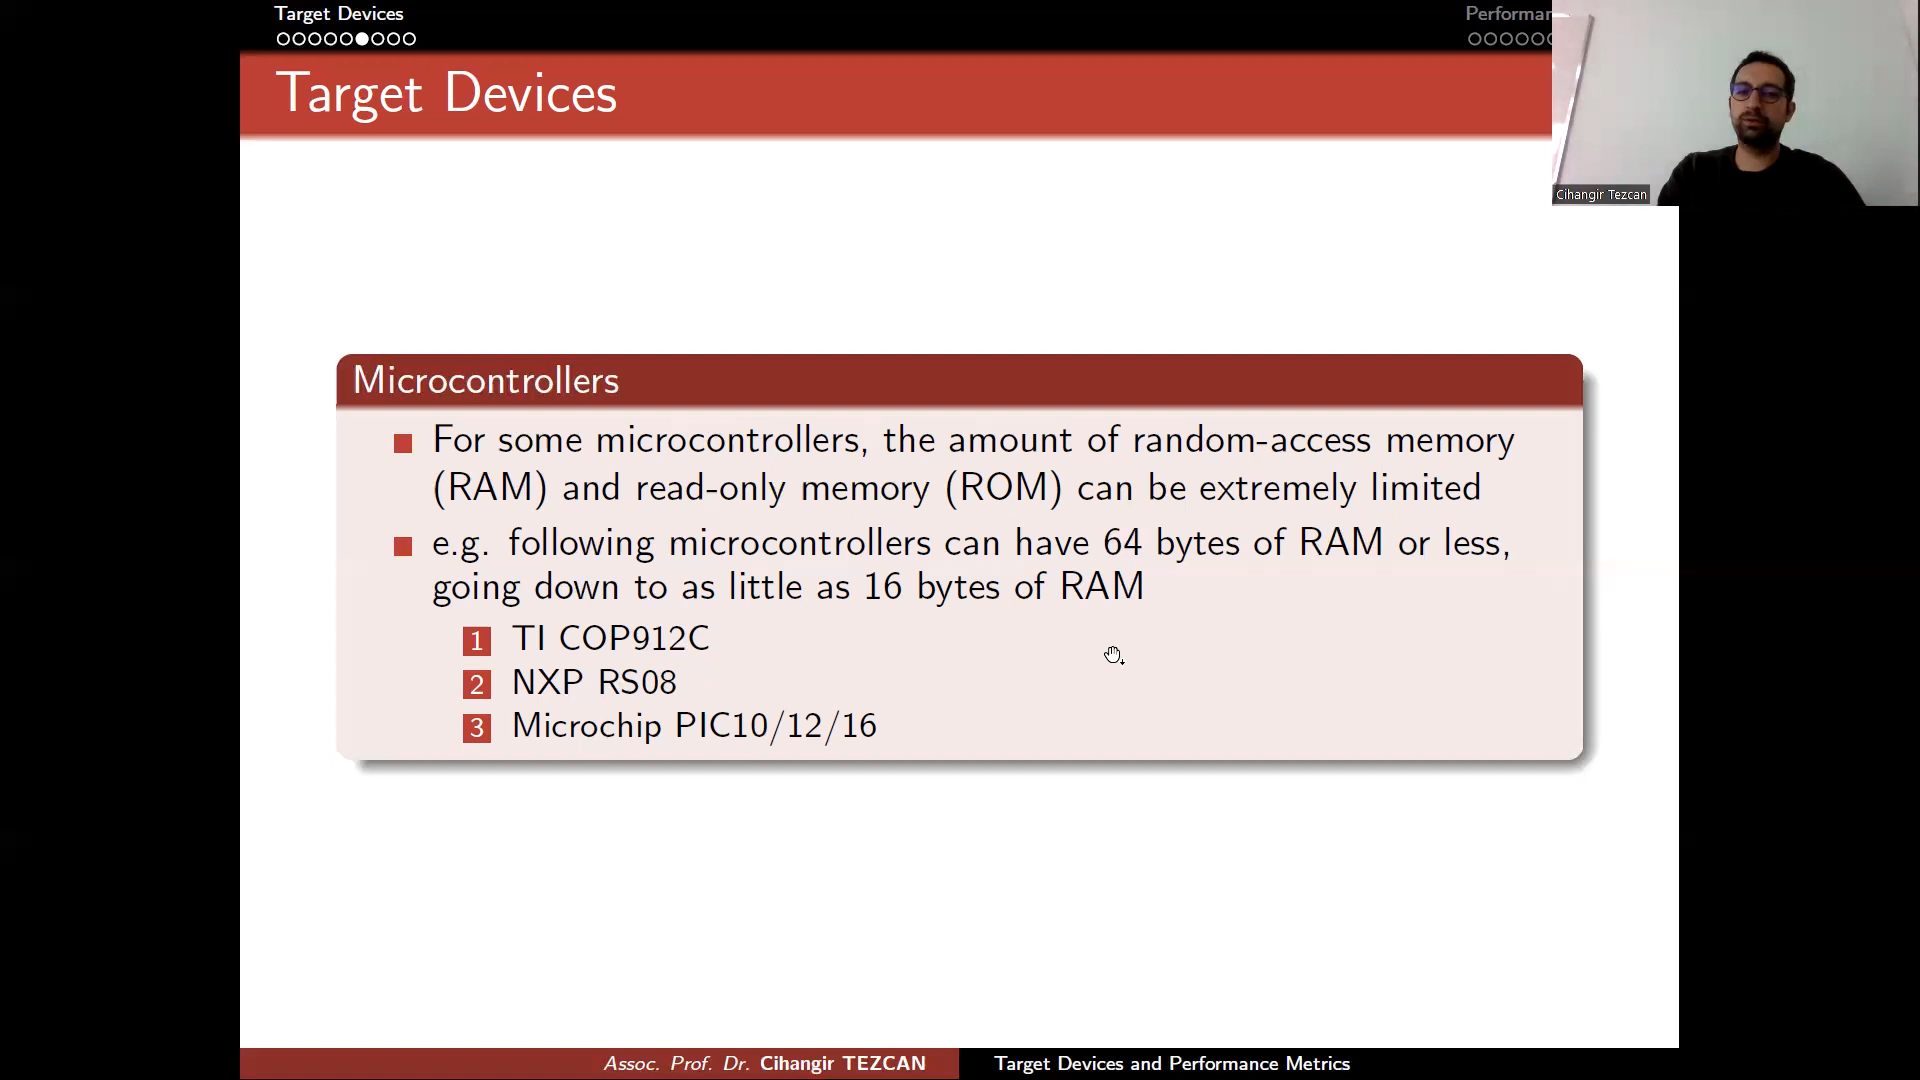 Target Devices
Performan
Target Devices
Cihangir Tezcan
Microcontrollers
For some microcontrollers, the amount of random-access memory
(RAM) and read-only memory (ROM) can be extremely limited
e.g. following microcontrollers can have 64 bytes of RAM or less,
going down to as little as 16 bytes of RAM
1 TI COP912C
2 NXP RS08
3 Microchip PIC10/12/16
Assoc. Prof. Dr. Cihangir TEZCAN Target Devices and Performance Metrics